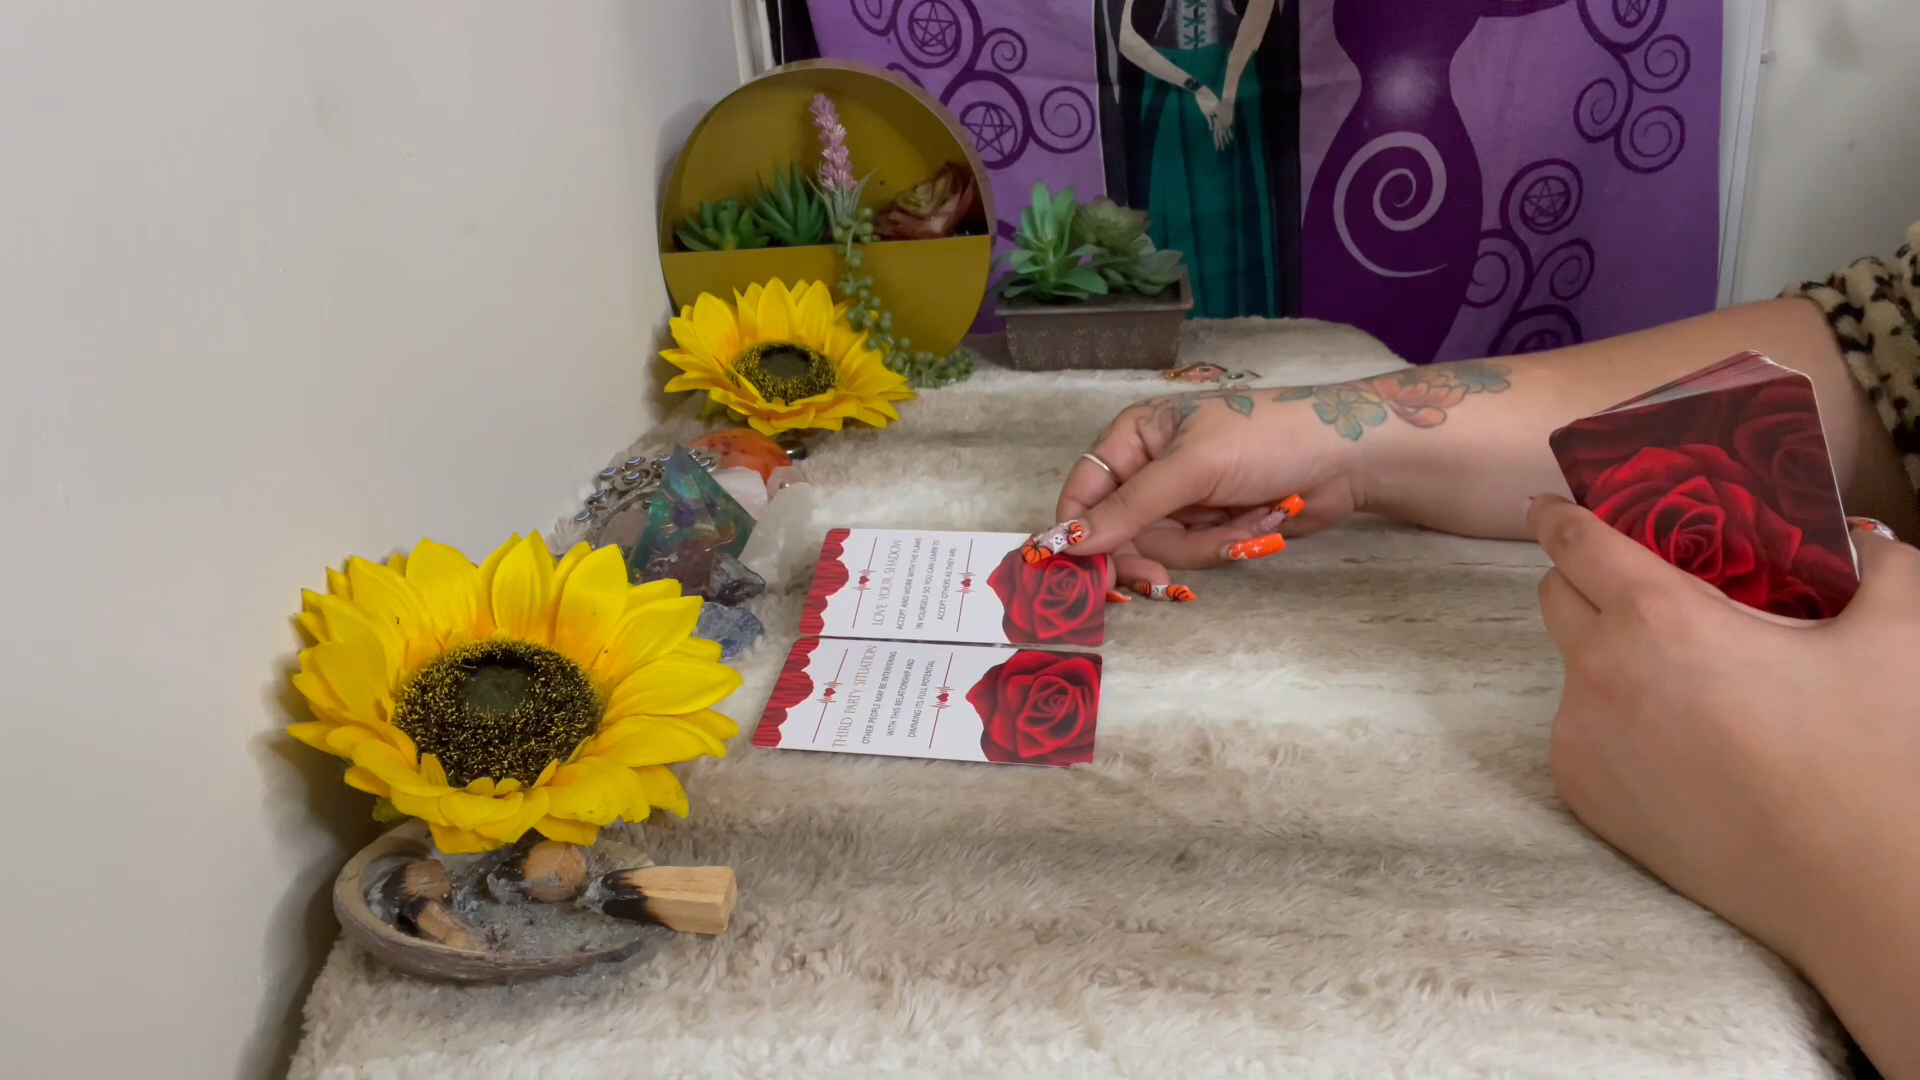 LOVE YOUR SHADOW
ACCEPT AND WORK WITH THE FLAWS
IN YOURSELF SO YOU CAN LEARN TO
ACCEPT OTHERS AS THEY ARE
THIRD PARTY SITUATION
OTHER PEOPLE MAY BE INTERFERING
WITH THIS RELATIONSHIP AND
DIMMING ITS FULL POTENTIAL